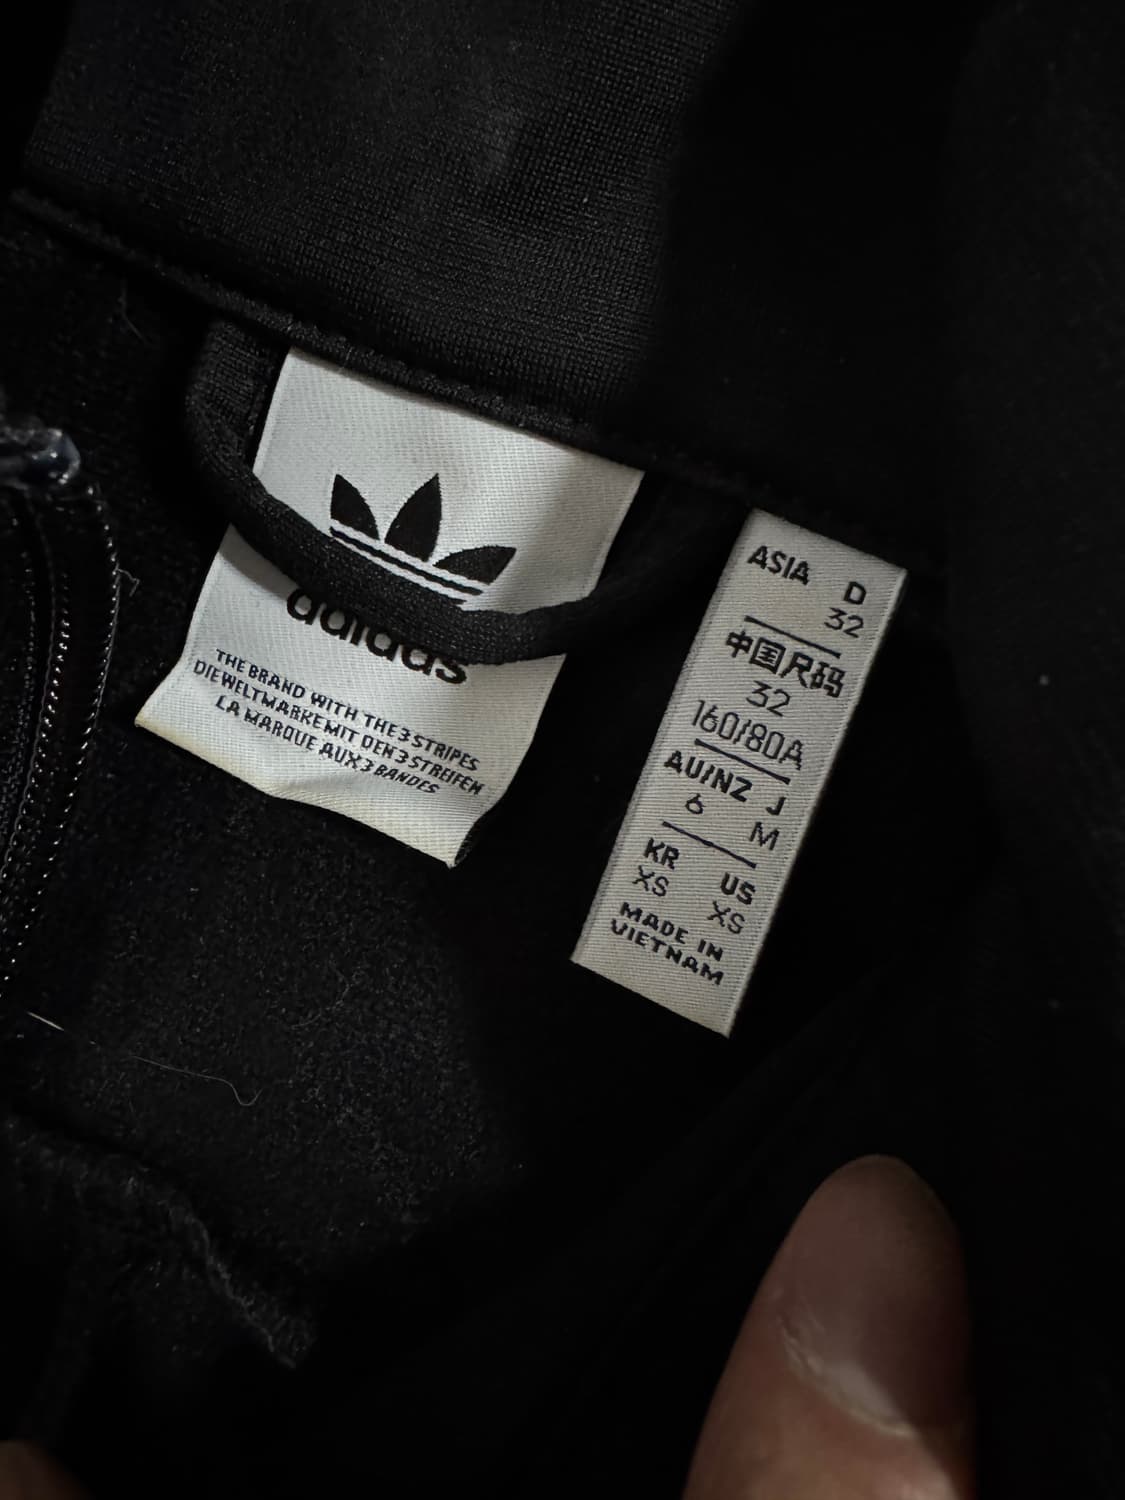 adidas
THE BRAND WITH THE 3 STRIPES
DIE WELTMARKE MIT DEN 3 STREIFEN
LA MARQUE AUX 3 BANDES
ASIA D
32
中国尺码
32
160/80A
AU/NZ J
6 M
KR US
XS XS
MADE IN
VIETNAM